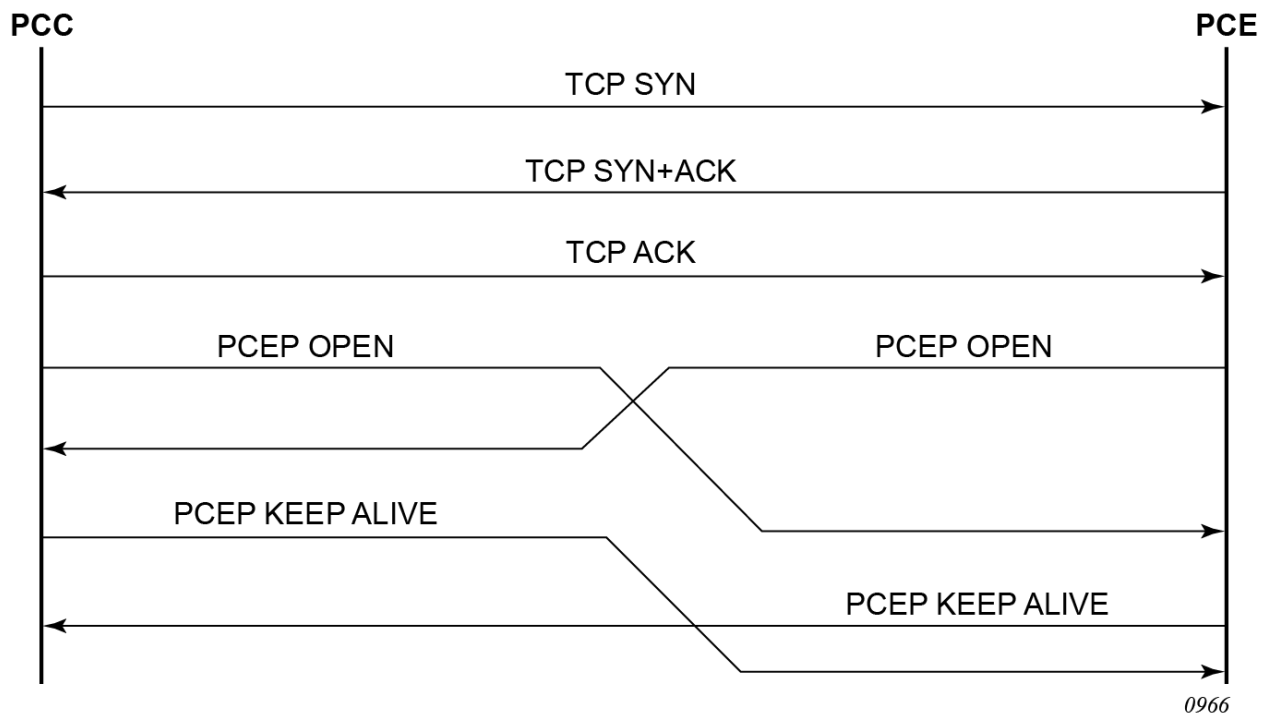 PCC
PCE
TCP SYN
TCP SYN+ACK
TCP ACK
PCEP OPEN
PCEP OPEN
PCEP KEEP ALIVE
PCEP KEEP ALIVE
0966